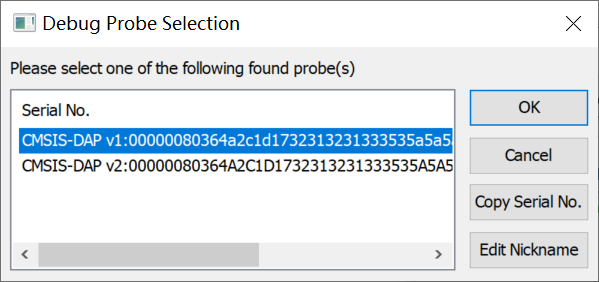 Debug Probe Selection
Please select one of the following found probe(s)
Serial No.
CMSIS-DAP v1:00000080364a2c1d1732313231333535a5a5a
CMSIS-DAP v2:00000080364A2C1D1732313231333535A5A5
OK
Cancel
Copy Serial No.
Edit Nickname